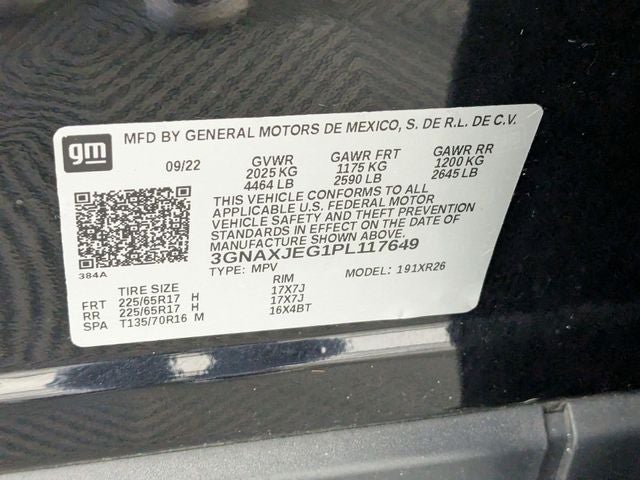 gm
MFD BY GENERAL MOTORS DE MEXICO, S. DE R.L. DE C.V.
09/22 GVWR GAWR FRT GAWR RR
2025 KG 1175 KG 1200 KG
4464 LB 2590 LB 2645 LB
THIS VEHICLE CONFORMS TO ALL
APPLICABLE U.S. FEDERAL MOTOR
VEHICLE SAFETY AND THEFT PREVENTION
STANDARDS IN EFFECT ON THE DATE OF
MANUFACTURE SHOWN ABOVE.
3GNAXJEG1PL117649
384A
TYPE: MPV MODEL: 191XR26
TIRE SIZE RIM
FRT 225/65R17 H 17X7J
RR 225/65R17 H 17X7J
SPA T135/70R16 M 16X4BT